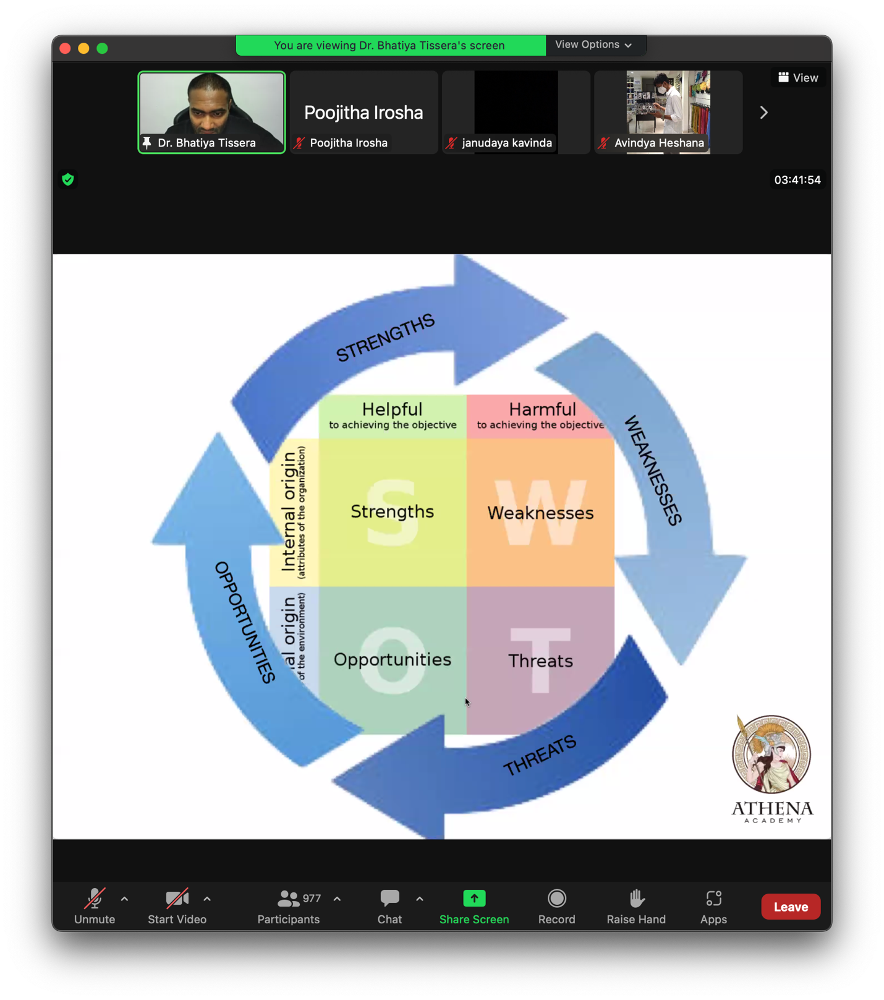 You are viewing Dr. Bhatiya Tissera's screen
View Options
View
Poojitha Irosha
Dr. Bhatiya Tissera
Poojitha Irosha
janudaya kavinda
Avindya Heshana
03:41:54
STRENGTHS
WEAKNESSES
Helpful
to achieving the objective
Harmful
to achieving the objective
Internal origin
(attributes of the organization)
S
Strengths
W
Weaknesses
OPPORTUNITIES
al origin
of the environment)
O
Opportunities
T
Threats
THREATS
ATHENA
ACADEMY
Unmute
Start Video
977
Participants
Chat
Share Screen
Record
Raise Hand
Apps
Leave